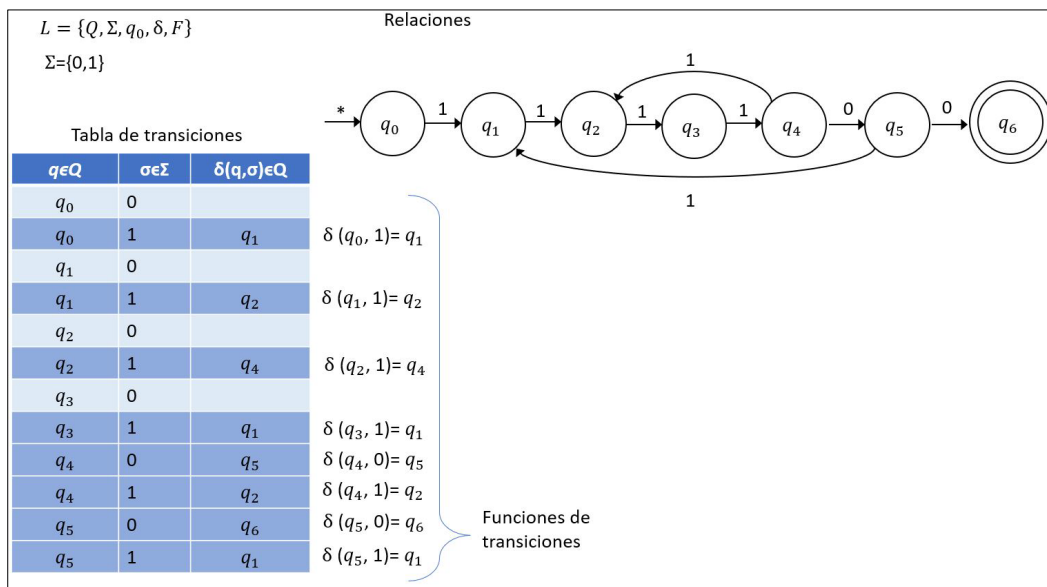 L = {Q, Σ, q₀, δ, F}
Σ={0,1}
Relaciones
1
* q₀ 1 q₁ 1 q₂ 1 q₃ 1 q₄ 0 q₅ 0 q₆
1
Tabla de transiciones
qϵQ σϵΣ δ(q,σ)ϵQ
q₀ 0
q₀ 1 q₁ δ (q₀, 1)= q₁
q₁ 0
q₁ 1 q₂ δ (q₁, 1)= q₂
q₂ 0
q₂ 1 q₄ δ (q₂, 1)= q₄
q₃ 0
q₃ 1 q₁ δ (q₃, 1)= q₁
q₄ 0 q₅ δ (q₄, 0)= q₅
q₄ 1 q₂ δ (q₄, 1)= q₂
q₅ 0 q₆ δ (q₅, 0)= q₆
q₅ 1 q₁ δ (q₅, 1)= q₁
Funciones de
transiciones